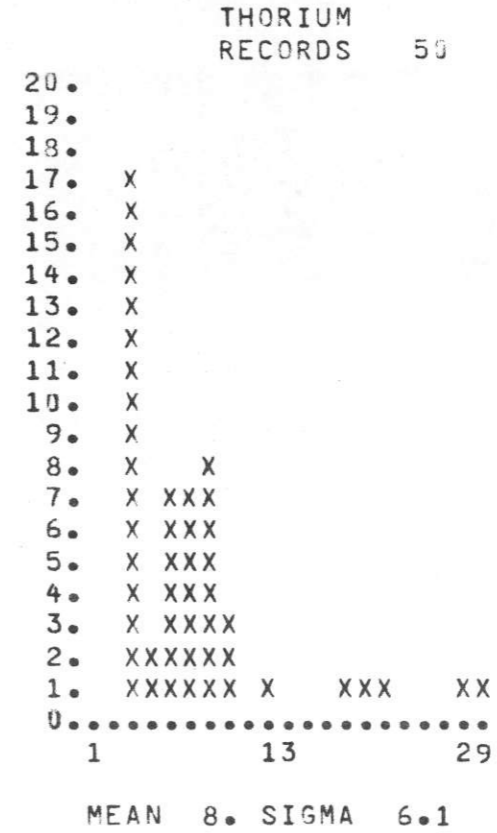 THORIUM
RECORDS 50
20.
19.
18.
17. X
16. X
15. X
14. X
13. X
12. X
11. X
10. X
9. X
8. X X
7. X XXX
6. X XXX
5. X XXX
4. X XXX
3. X XXXX
2. XXXXXX
1. XXXXXX X XXX XX
0......................
1 13 29
MEAN 8. SIGMA 6.1